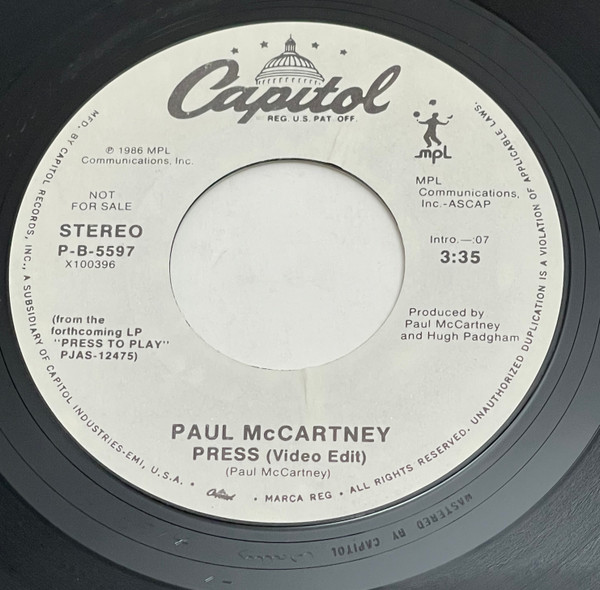 Capitol
REG. U.S. PAT. OFF.
℗ 1986 MPL
Communications, Inc.
mpl
NOT
FOR SALE
STEREO
P-B-5597
X100396
MPL
Communications,
Inc.-ASCAP
Intro.—:07
3:35
(from the
forthcoming LP
"PRESS TO PLAY"
PJAS-12475)
Produced by
Paul McCartney
and Hugh Padgham
PAUL McCARTNEY
PRESS (Video Edit)
(Paul McCartney)
MFD. BY CAPITOL RECORDS, INC., A SUBSIDIARY OF CAPITOL INDUSTRIES-EMI, U.S.A. • Capitol • MARCA REG • ALL RIGHTS RESERVED. UNAUTHORIZED DUPLICATION IS A VIOLATION OF APPLICABLE LAWS.
MASTERED BY CAPITOL